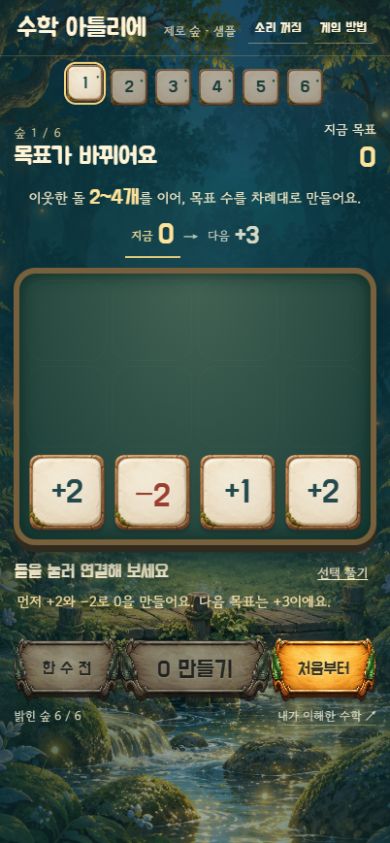 수학 아틀리에 제로 숲 · 샘플 소리 꺼짐 게임 방법
1 2 3 4 5 6
숲 1 / 6 지금 목표
목표가 바뀌어요 0
이웃한 돌 2~4개를 이어, 목표 수를 차례대로 만들어요.
지금 0 → 다음 +3
+2 −2 +1 +2
돌을 눌러 연결해 보세요 선택 풀기
먼저 +2와 −2로 0을 만들어요. 다음 목표는 +3이에요.
한 수 전 0 만들기 처음부터
밝힌 숲 6 / 6 내가 이해한 수학 ↗